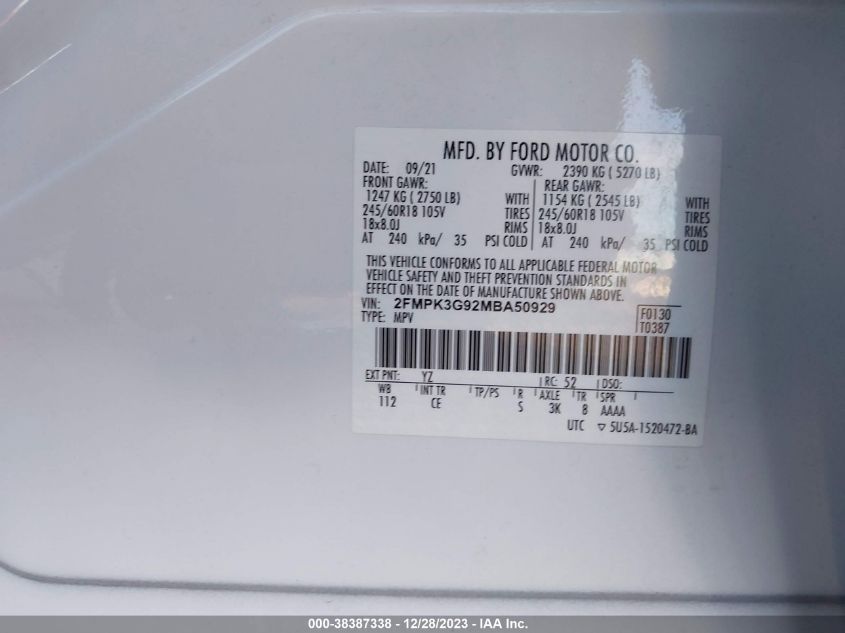 MFD. BY FORD MOTOR CO.
DATE: 09/21 GVWR: 2390 KG ( 5270 LB)
FRONT GAWR: REAR GAWR:
1247 KG ( 2750 LB) WITH 1154 KG ( 2545 LB) WITH
245/60R18 105V TIRES 245/60R18 105V TIRES
18x8.0J RIMS 18x8.0J RIMS
AT 240 kPa/ 35 PSI COLD AT 240 kPa/ 35 PSI COLD
THIS VEHICLE CONFORMS TO ALL APPLICABLE FEDERAL MOTOR
VEHICLE SAFETY AND THEFT PREVENTION STANDARDS IN
EFFECT ON THE DATE OF MANUFACTURE SHOWN ABOVE.
VIN: 2FMPK3G92MBA50929 F0130
TYPE: MPV T0387
EXT PNT: YZ RC: 52 DSO:
WB INT TR TP/PS R AXLE TR SPR
112 CE S 3K 8 AAAA
UTC ▽ 5U5A-1520472-BA
000-38387338 - 12/28/2023 - IAA Inc.